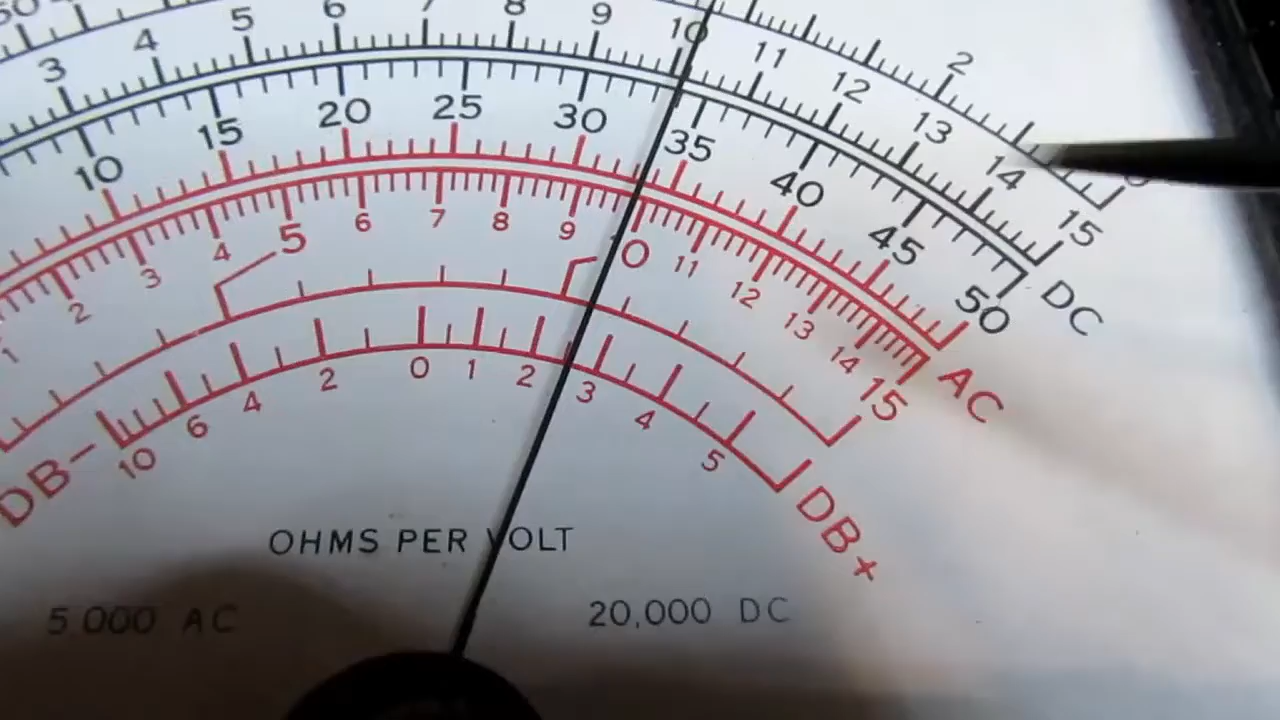 2
3 4 5 6 7 8 9 10 11 12 13 14 15
DC
10 15 20 25 30 35 40 45 50
AC
1 2 3 4 5 6 7 8 9 10 11 12 13 14 15
5
DB- 10 6 4 2 0 1 2 3 4 5 DB+
OHMS PER VOLT
5,000 AC 20,000 DC